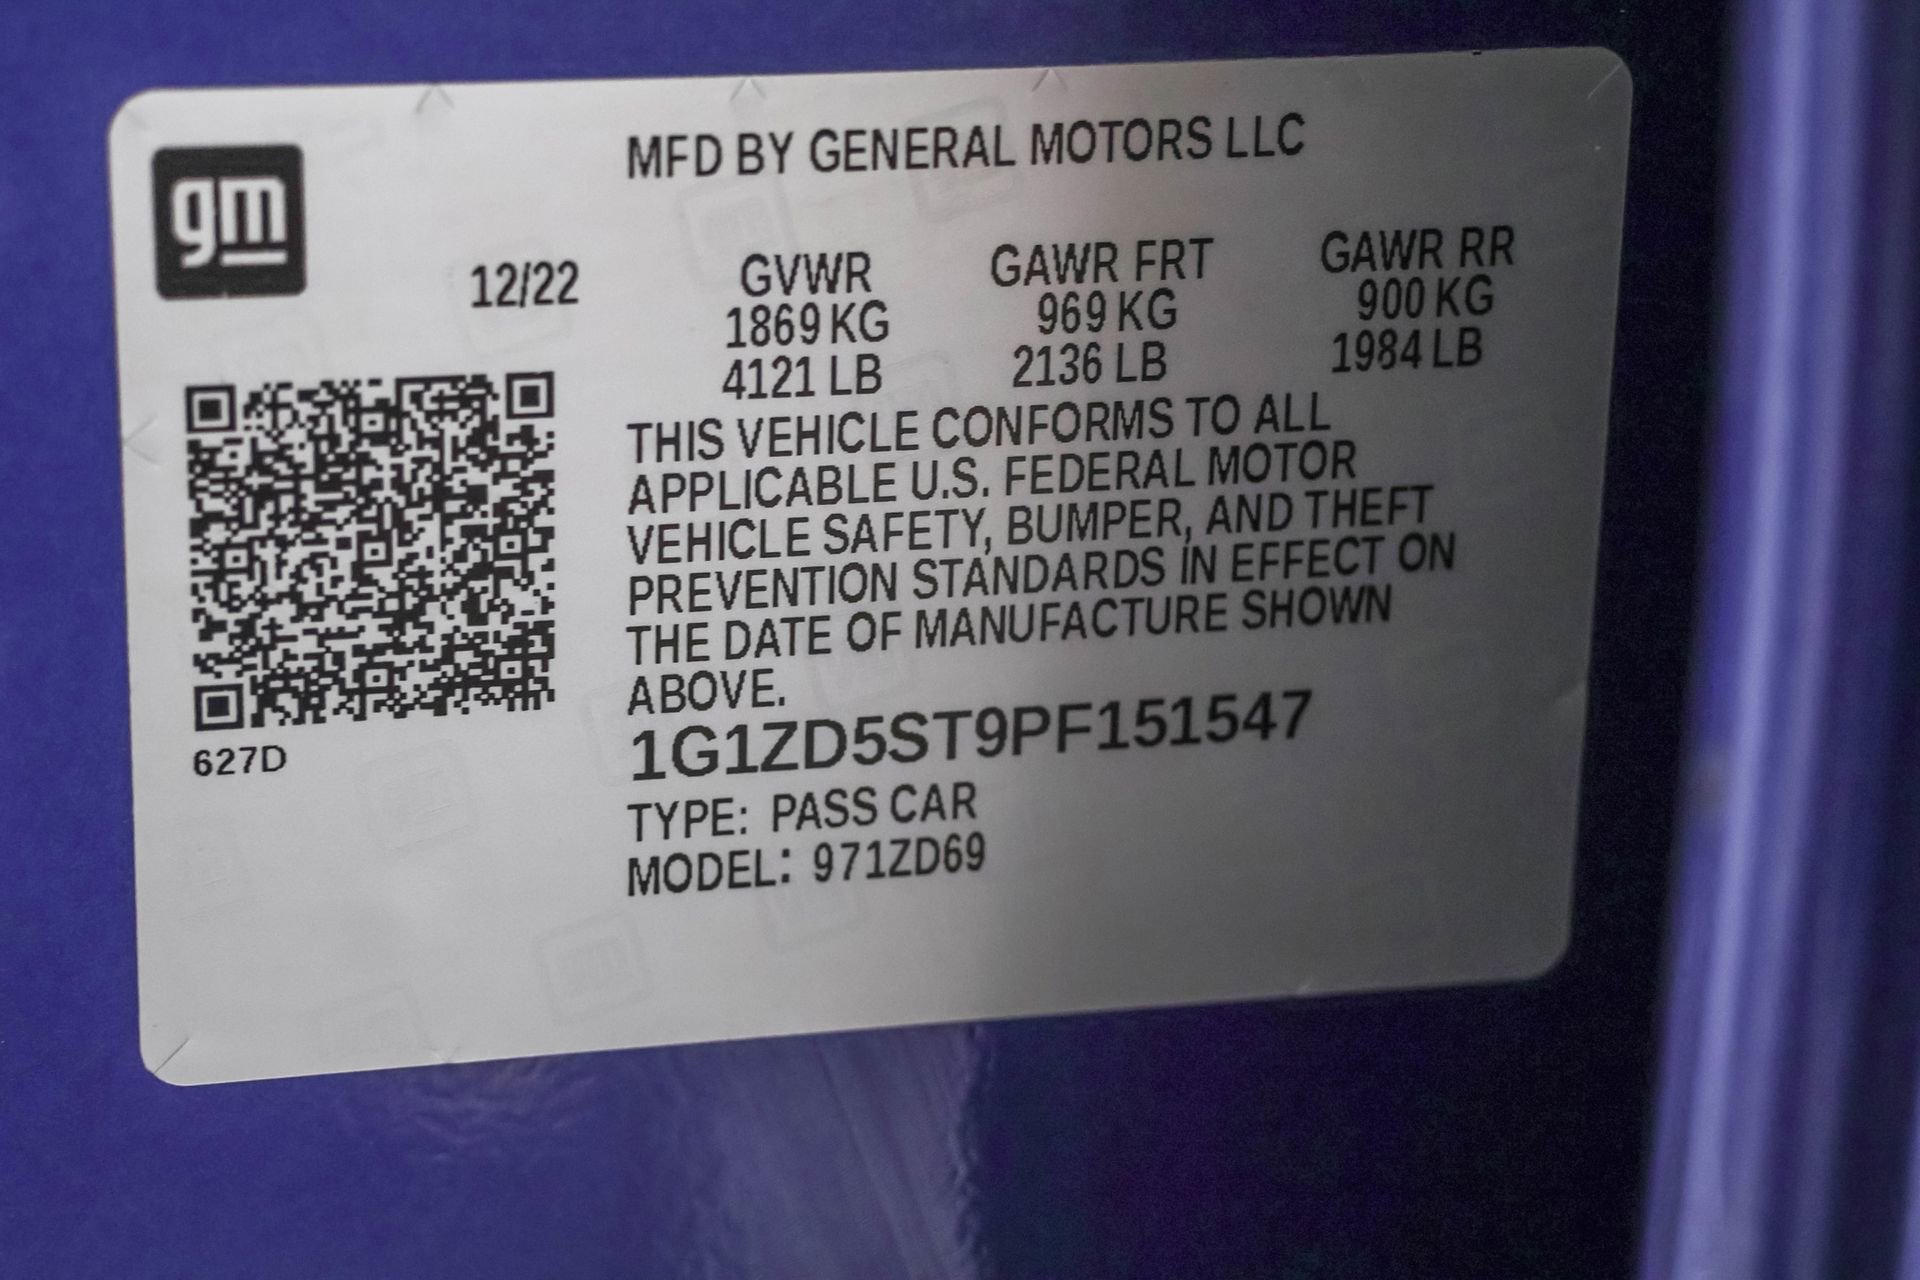 gm
MFD BY GENERAL MOTORS LLC
12/22 GVWR GAWR FRT GAWR RR
1869 KG 969 KG 900 KG
4121 LB 2136 LB 1984 LB
THIS VEHICLE CONFORMS TO ALL
APPLICABLE U.S. FEDERAL MOTOR
VEHICLE SAFETY, BUMPER, AND THEFT
PREVENTION STANDARDS IN EFFECT ON
THE DATE OF MANUFACTURE SHOWN
ABOVE.
1G1ZD5ST9PF151547
627D
TYPE: PASS CAR
MODEL: 971ZD69